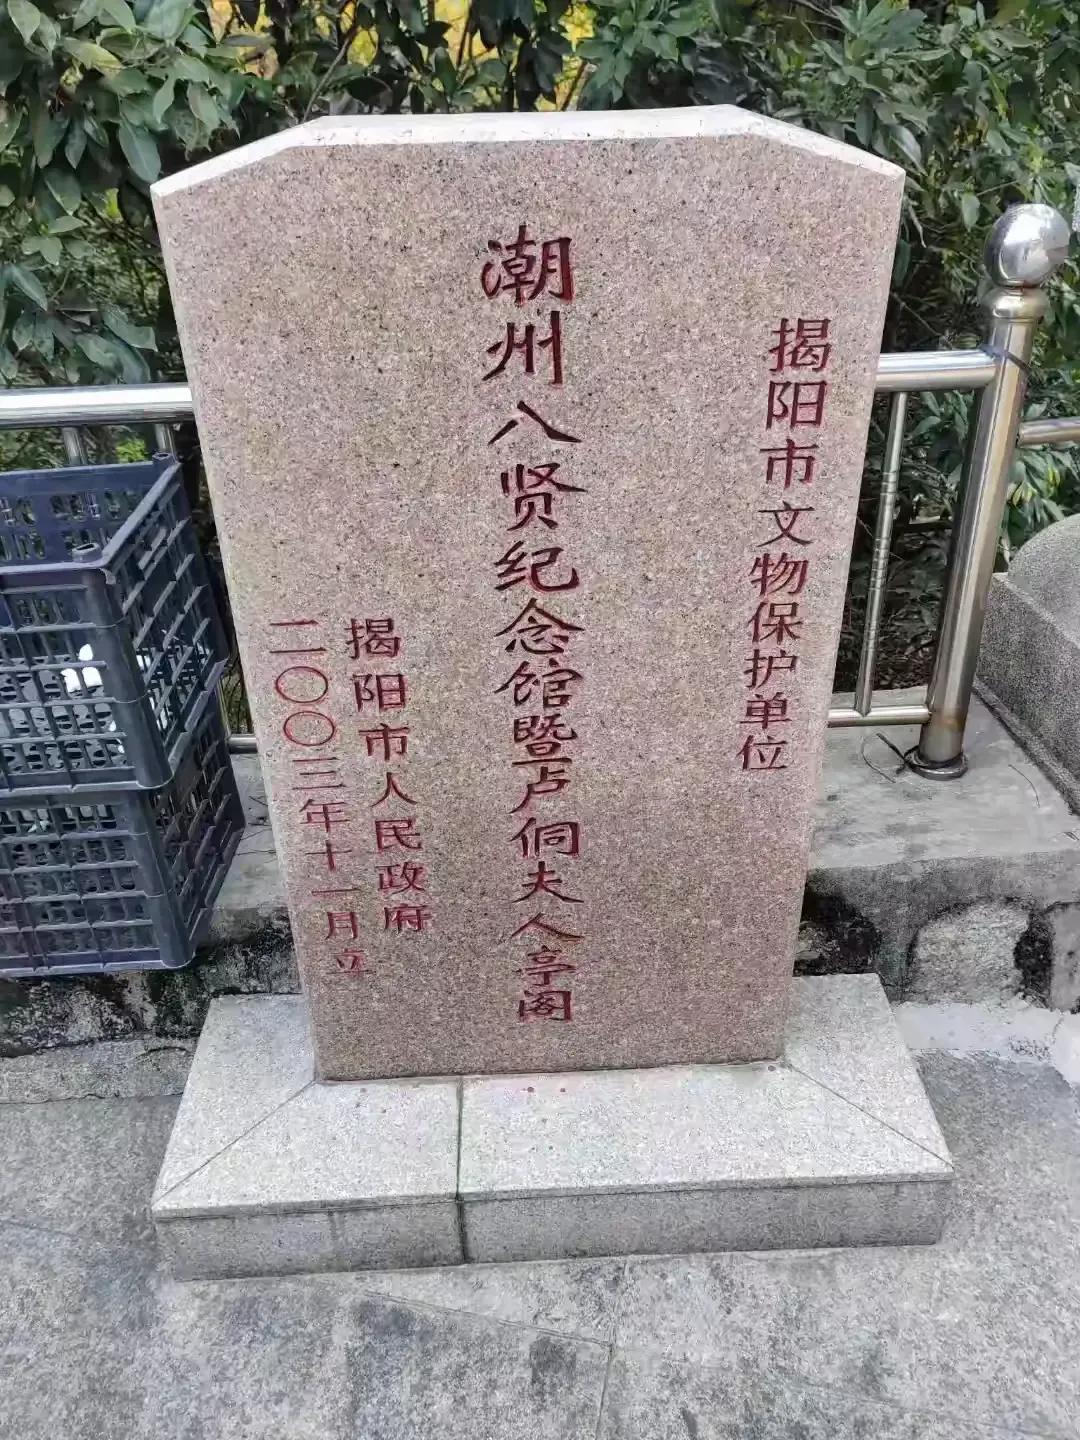 揭阳市文物保护单位
潮州八贤纪念馆暨卢侗夫人亭阁
揭阳市人民政府
二〇〇三年十一月立